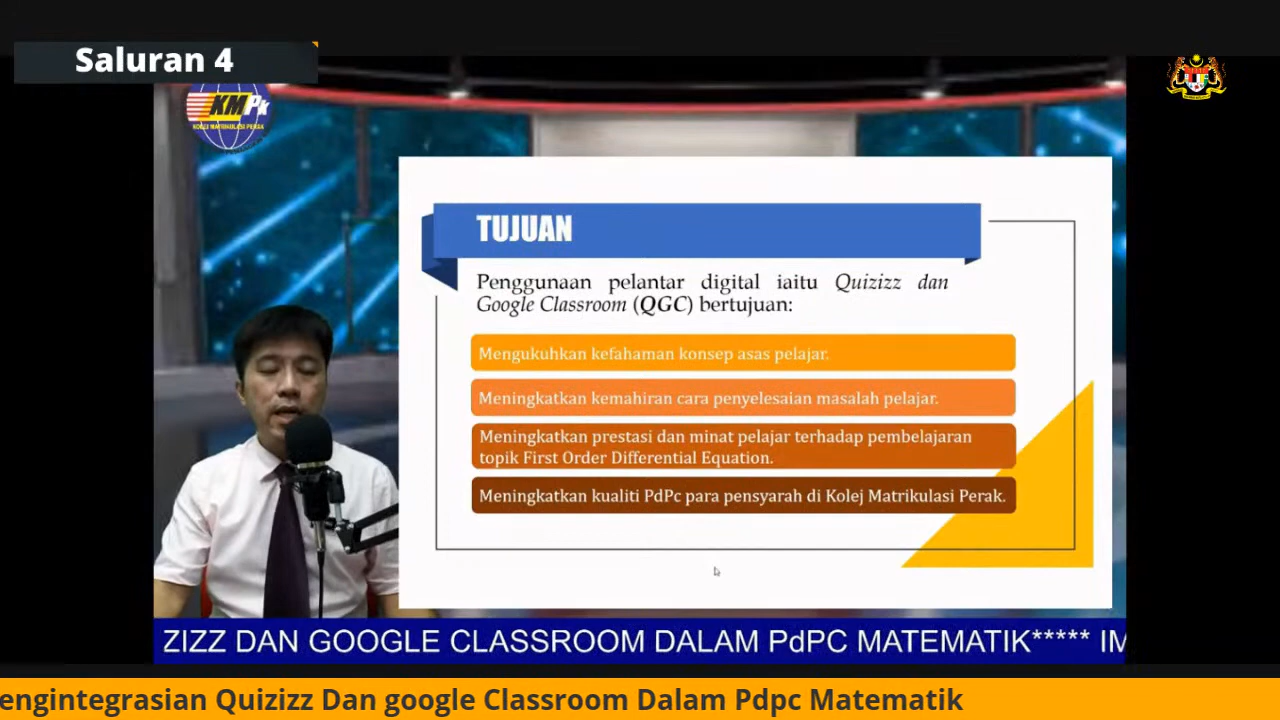 Saluran 4
KMPk
KOLEJ MATRIKULASI PERAK
TUJUAN
Penggunaan pelantar digital iaitu Quizizz dan
Google Classroom (QGC) bertujuan:
Mengukuhkan kefahaman konsep asas pelajar.
Meningkatkan kemahiran cara penyelesaian masalah pelajar.
Meningkatkan prestasi dan minat pelajar terhadap pembelajaran
topik First Order Differential Equation.
Meningkatkan kualiti PdPc para pensyarah di Kolej Matrikulasi Perak.
ZIZZ DAN GOOGLE CLASSROOM DALAM PdPC MATEMATIK***** IM
engintegrasian Quizizz Dan google Classroom Dalam Pdpc Matematik